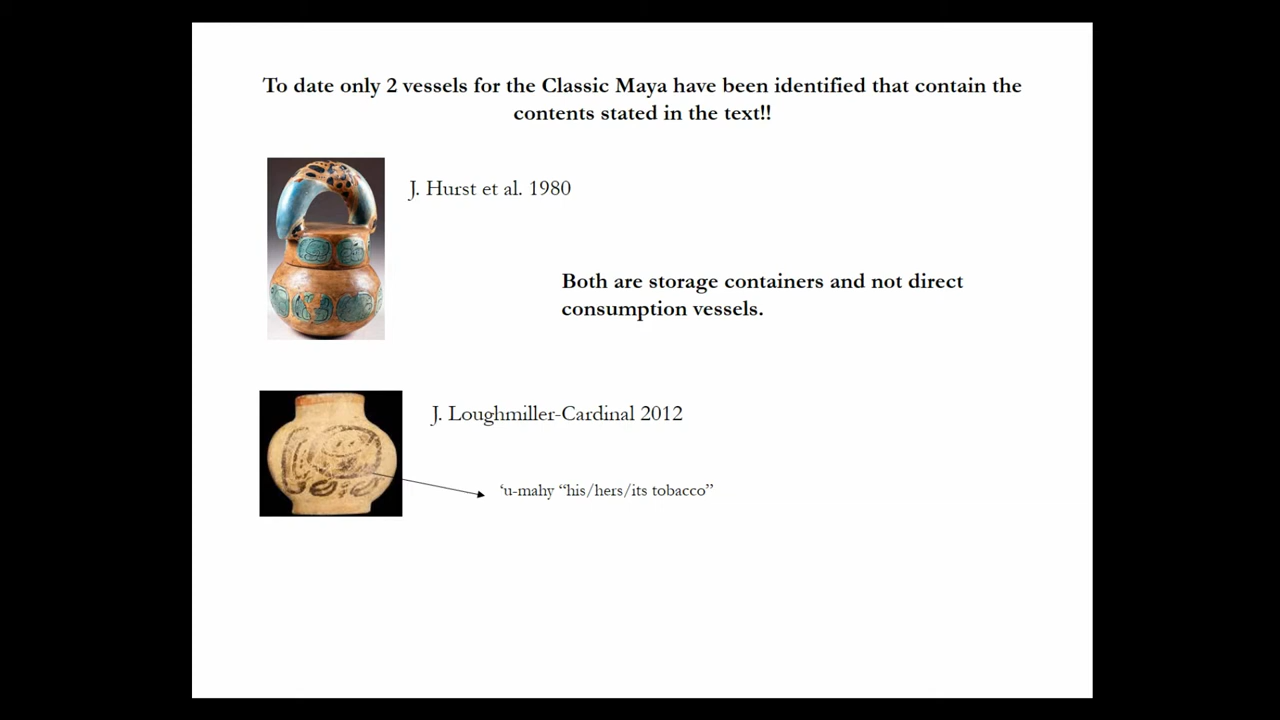 To date only 2 vessels for the Classic Maya have been identified that contain the
contents stated in the text!!
J. Hurst et al. 1980
Both are storage containers and not direct
consumption vessels.
J. Loughmiller-Cardinal 2012
‘u-mahy “his/hers/its tobacco”